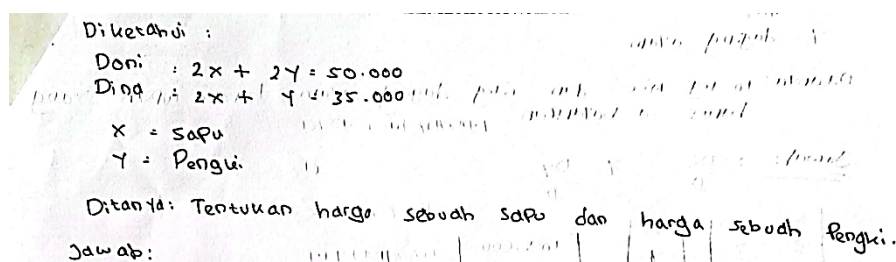 Diketahui :
Doni : 2x + 2Y = 50.000
Dina : 2x + Y = 35.000
X = Sapu
Y = Pengki.
Ditanya: Tentukan harga sebuah sapu dan harga sebuah Pengki.
Jawab: